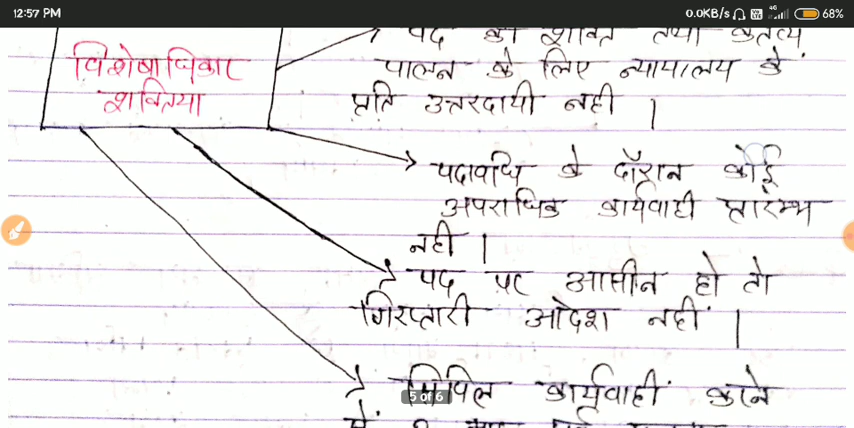 12:57 PM
0.0KB/s
4G
68%
पद की शक्ति तथा कर्तव्य
विशेषाधिकार
शक्तिया
पालन के लिए न्यायालय के
प्रति उत्तरदायी नही ।
पदावधि के दौरान कोई
अपराधिक कार्यवाही प्रारम्भ
नही ।
पद पर आसीन हो तो
गिरफ्तारी आदेश नहीं ।
सिविल कार्यवाही करने
5 of 6
में